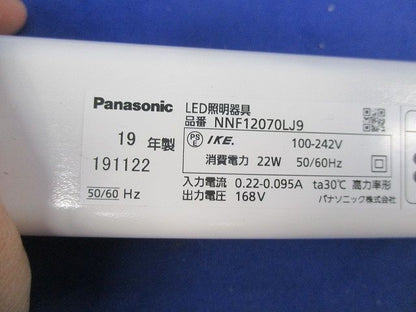 Panasonic LED照明器具
品番 NNF12070LJ9
19 年製
191122
50/60 Hz
PS E IKE. 100-242V
消費電力 22W 50/60Hz
入力電流 0.22-0.095A ta30℃ 高力率形
出力電圧 168V パナソニック株式会社